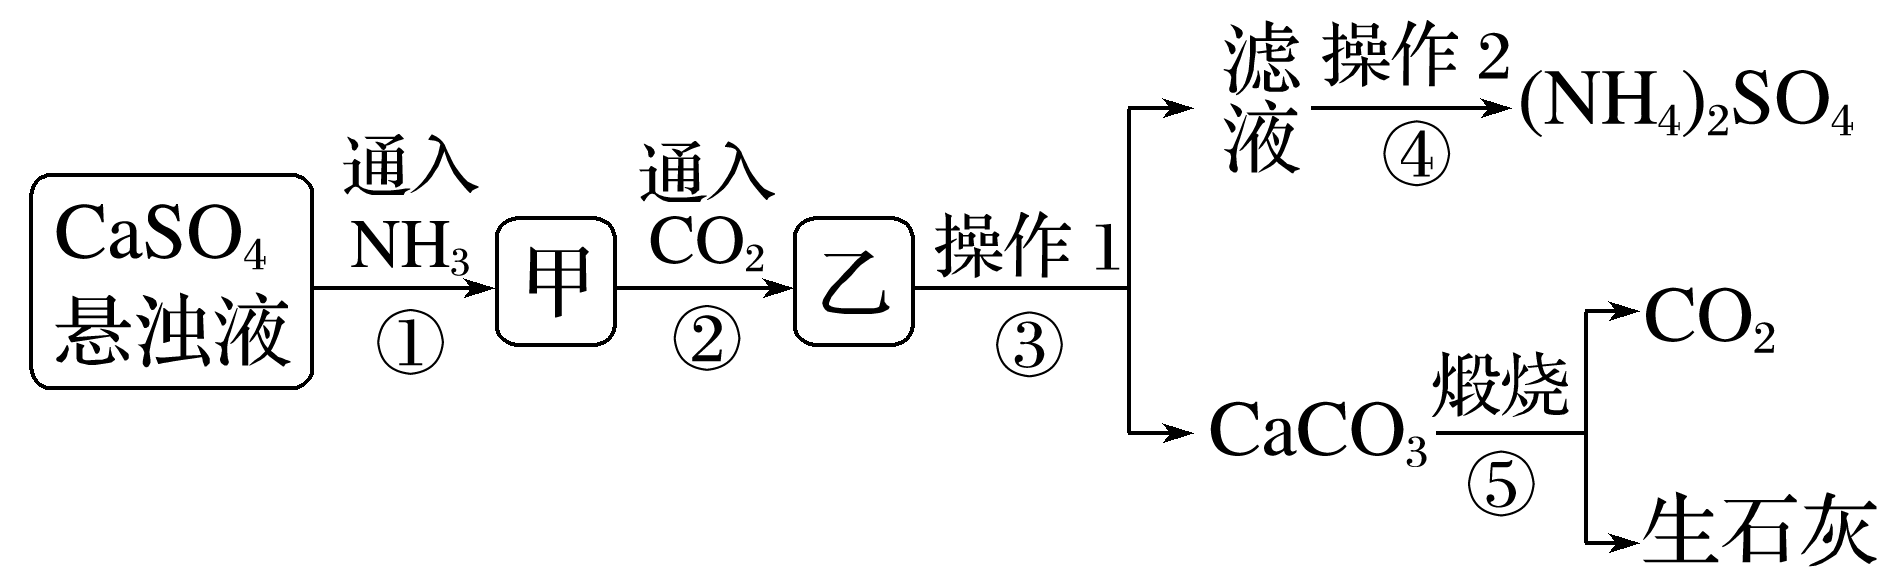 CaSO₄
悬浊液
通入
NH₃
①
甲
通入
CO₂
②
乙
操作 1
③
滤
液
操作 2
④
(NH₄)₂SO₄
CaCO₃
煅烧
⑤
CO₂
生石灰